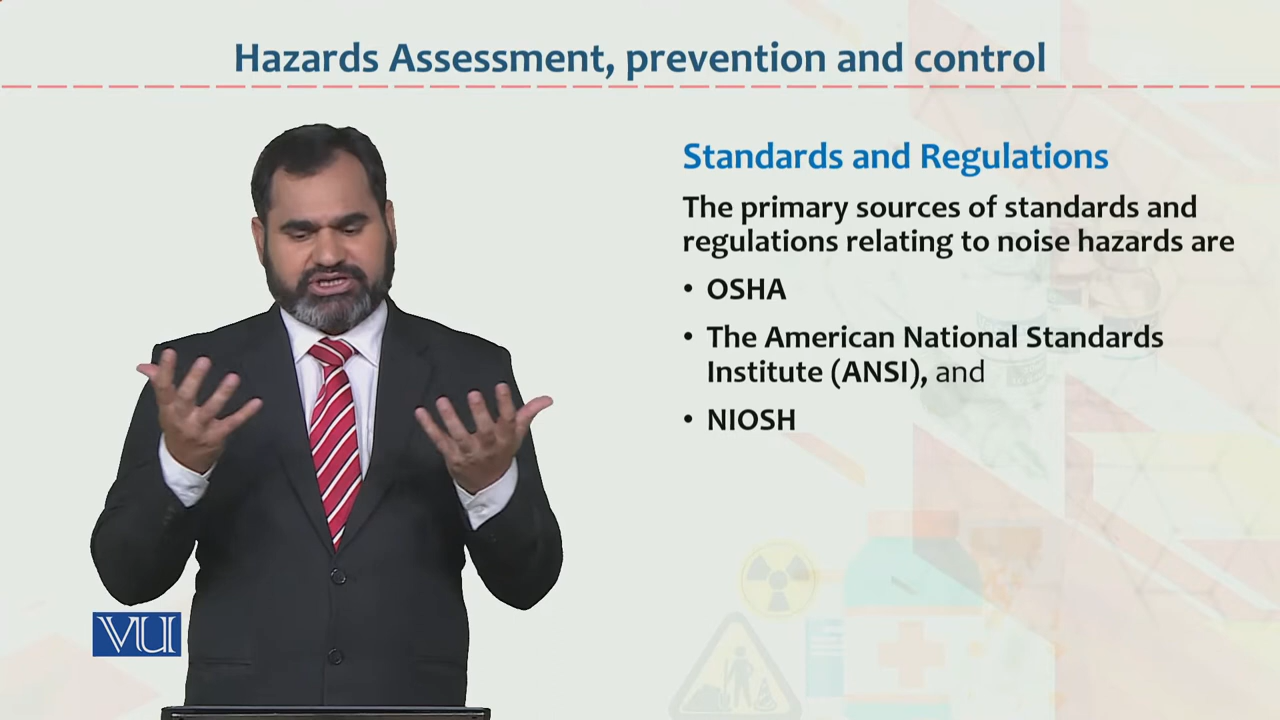 Hazards Assessment, prevention and control
Standards and Regulations
The primary sources of standards and
regulations relating to noise hazards are
• OSHA
• The American National Standards
Institute (ANSI), and
• NIOSH
VU